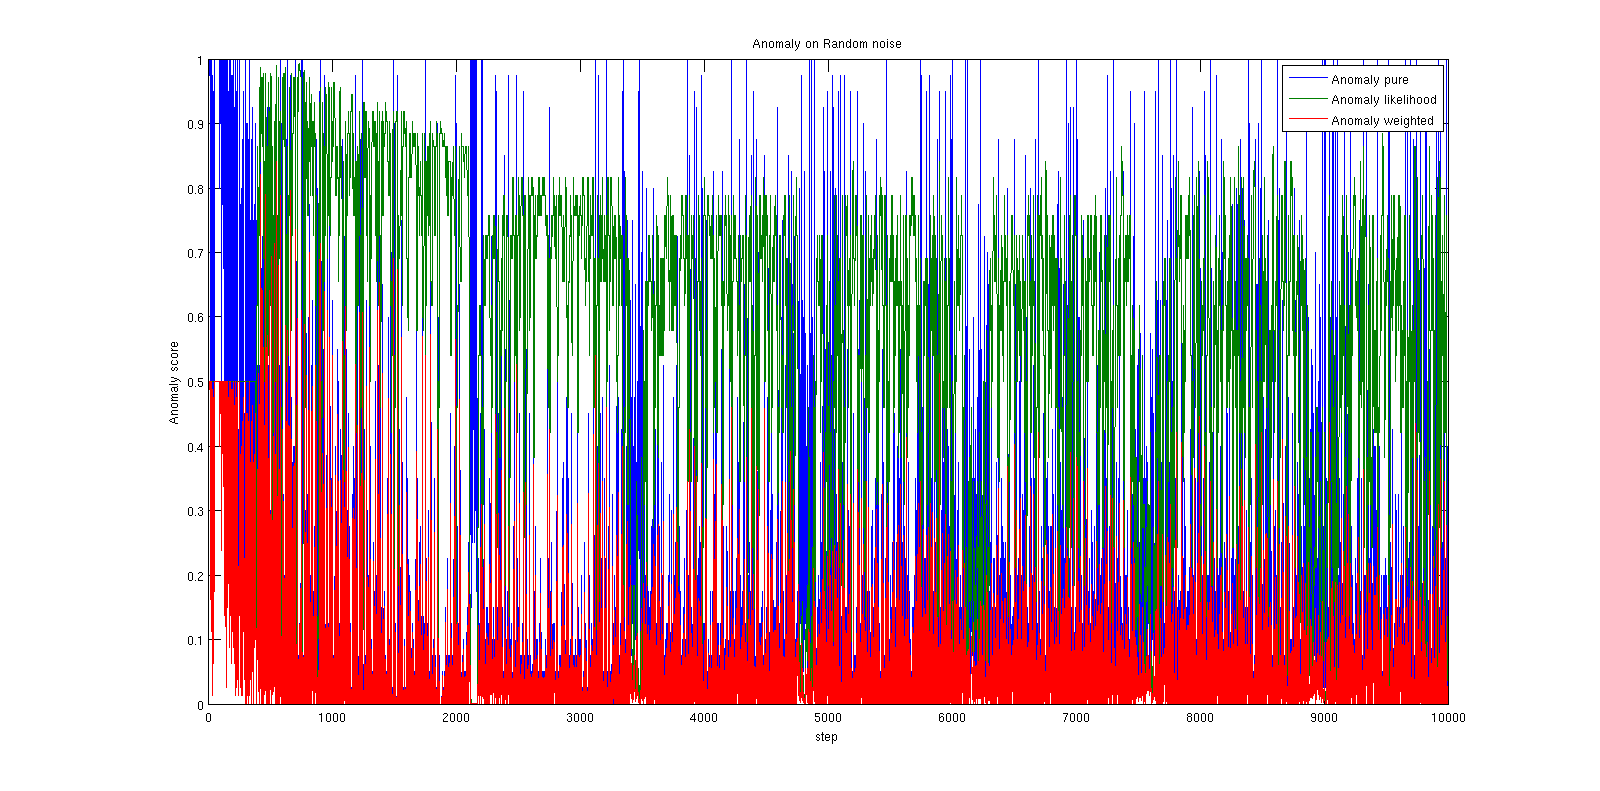 Anomaly on Random noise
Anomaly pure
Anomaly likelihood
Anomaly weighted
Anomaly score
1
0.9
0.8
0.7
0.6
0.5
0.4
0.3
0.2
0.1
0
0 1000 2000 3000 4000 5000 6000 7000 8000 9000 10000
step